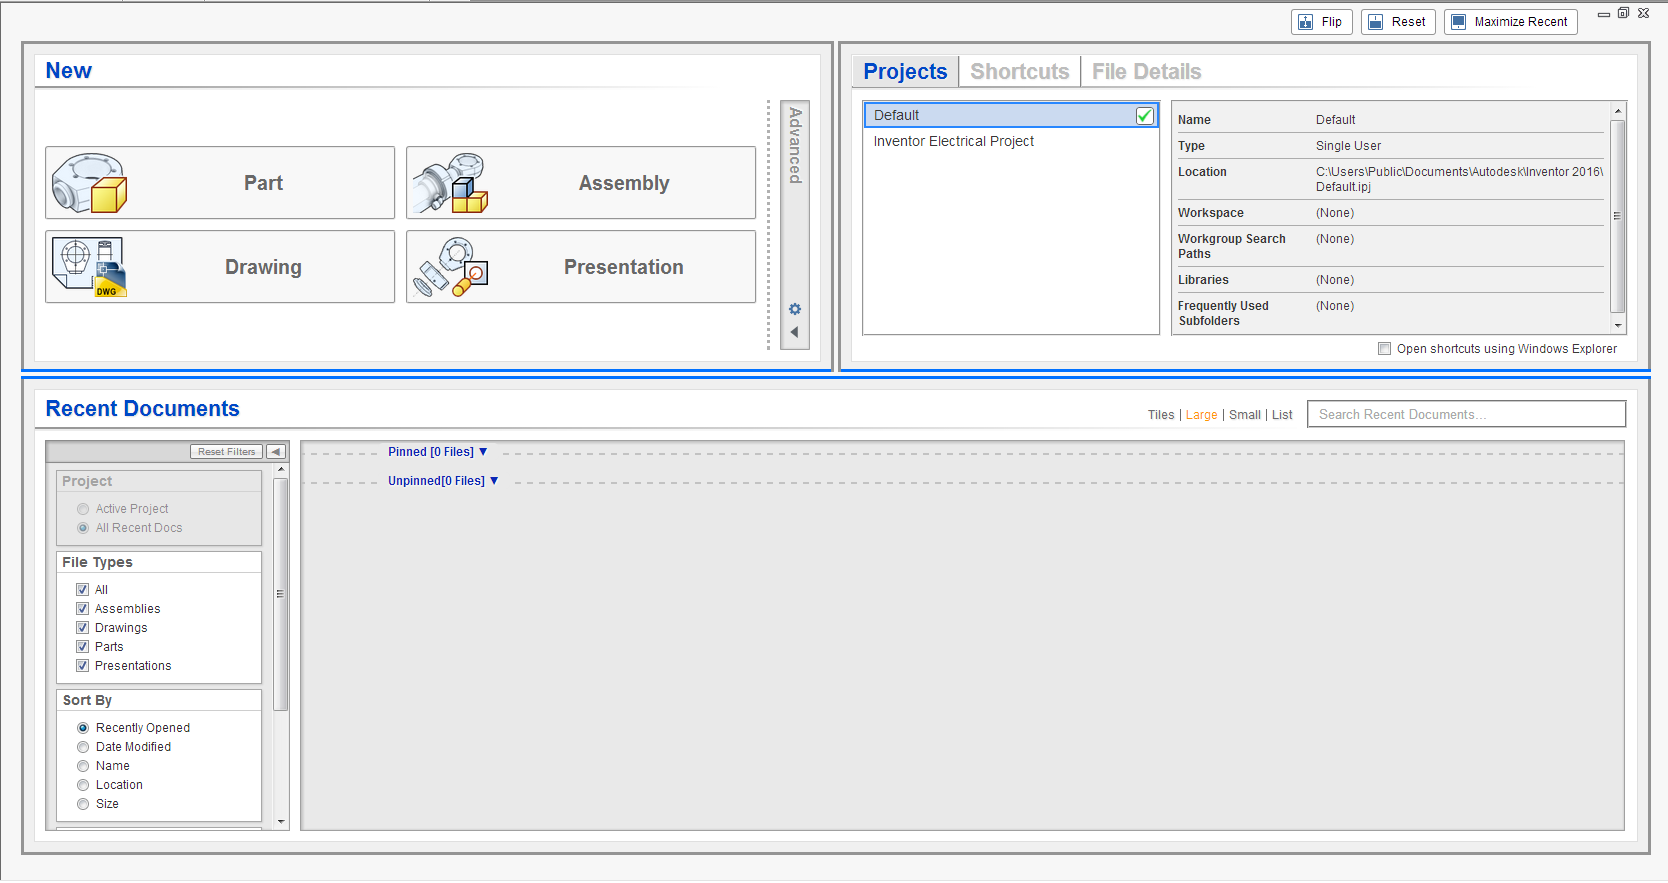 Flip
Reset
Maximize Recent
New
Part
Assembly
Drawing
DWG
Presentation
Advanced
Projects
Shortcuts
File Details
Default
Inventor Electrical Project
Name Default
Type Single User
Location C:\Users\Public\Documents\Autodesk\Inventor 2016\
Default.ipj
Workspace (None)
Workgroup Search (None)
Paths
Libraries (None)
Frequently Used (None)
Subfolders
Open shortcuts using Windows Explorer
Recent Documents
Tiles | Large | Small | List
Search Recent Documents...
Reset Filters
Project
Active Project
All Recent Docs
File Types
All
Assemblies
Drawings
Parts
Presentations
Sort By
Recently Opened
Date Modified
Name
Location
Size
Pinned [0 Files]
Unpinned[0 Files]